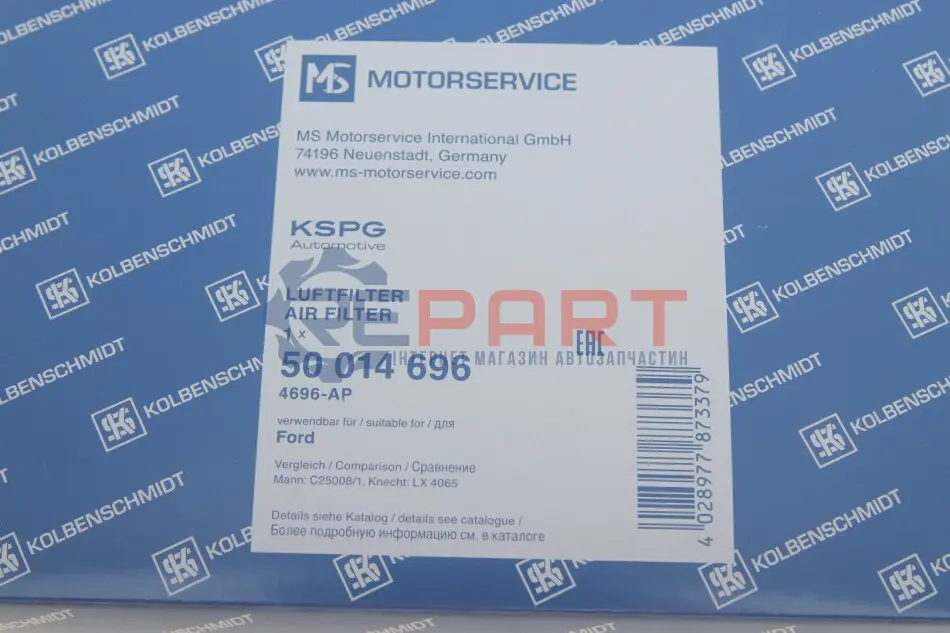 KOLBENSCHMIDT
MS MOTORSERVICE
MS Motorservice International GmbH
74196 Neuenstadt, Germany
www.ms-motorservice.com
KSPG
Automotive
LUFTFILTER
AIR FILTER
1 x
50 014 696
4696-AP
REPART
ІНТЕРНЕТ МАГАЗИН АВТОЗАПЧАСТИН
EAC
verwendbar für / suitable for / для
Ford
Vergleich / Comparison / Сравнение
Mann: C25008/1, Knecht: LX 4065
Details siehe Katalog / details see catalogue /
Более подробную информацию см. в каталоге
4 028977 873379